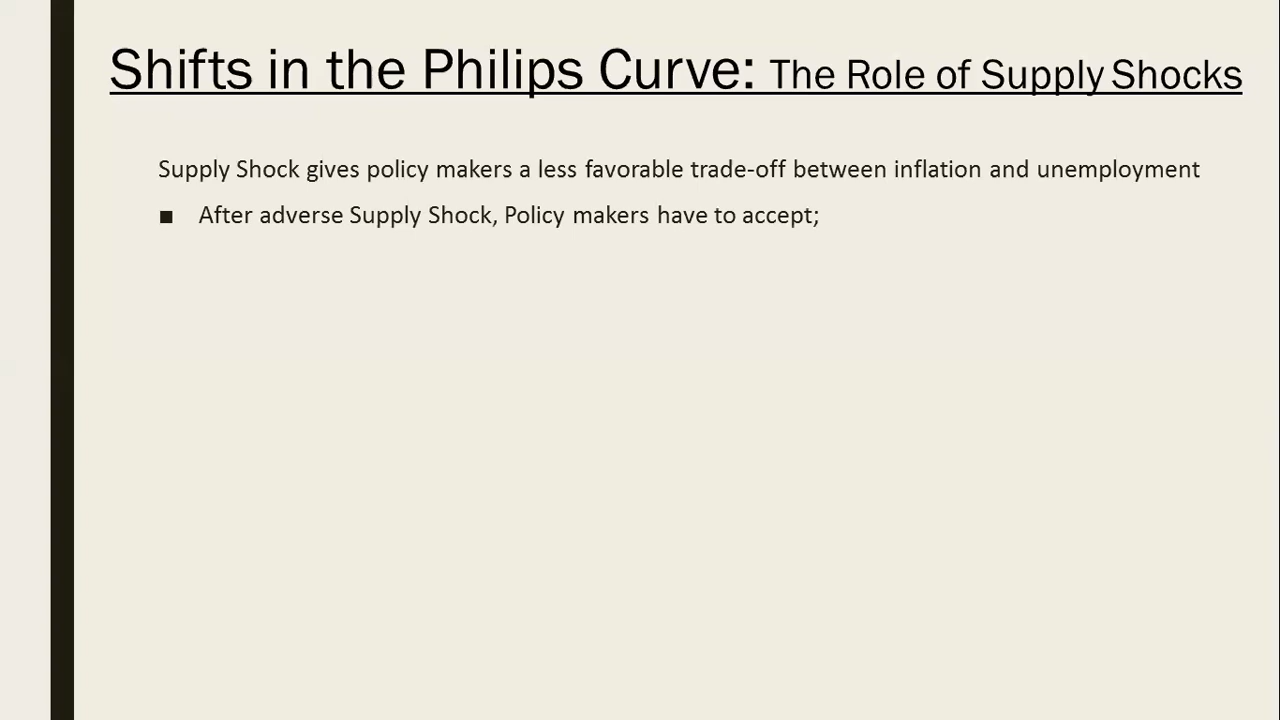 Shifts in the Philips Curve: The Role of Supply Shocks
Supply Shock gives policy makers a less favorable trade-off between inflation and unemployment
■ After adverse Supply Shock, Policy makers have to accept;